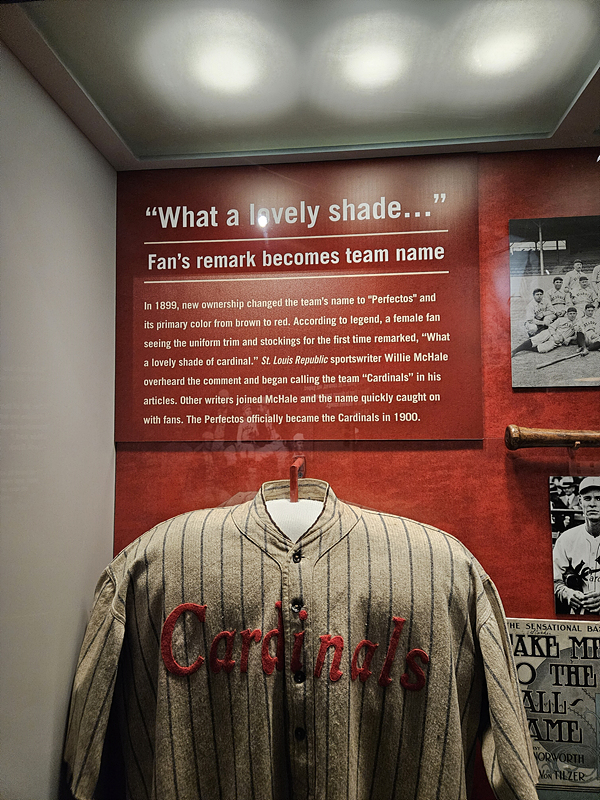 “What a lovely shade...”
Fan’s remark becomes team name
In 1899, new ownership changed the team’s name to "Perfectos" and
its primary color from brown to red. According to legend, a female fan
seeing the uniform trim and stockings for the first time remarked, “What
a lovely shade of cardinal.” St. Louis Republic sportswriter Willie McHale
overheard the comment and began calling the team “Cardinals” in his
articles. Other writers joined McHale and the name quickly caught on
with fans. The Perfectos officially became the Cardinals in 1900.
Cardinals
THE SENSATIONAL
AKE ME
O THE
ALL
AME
NORWORTH
VON TILZER